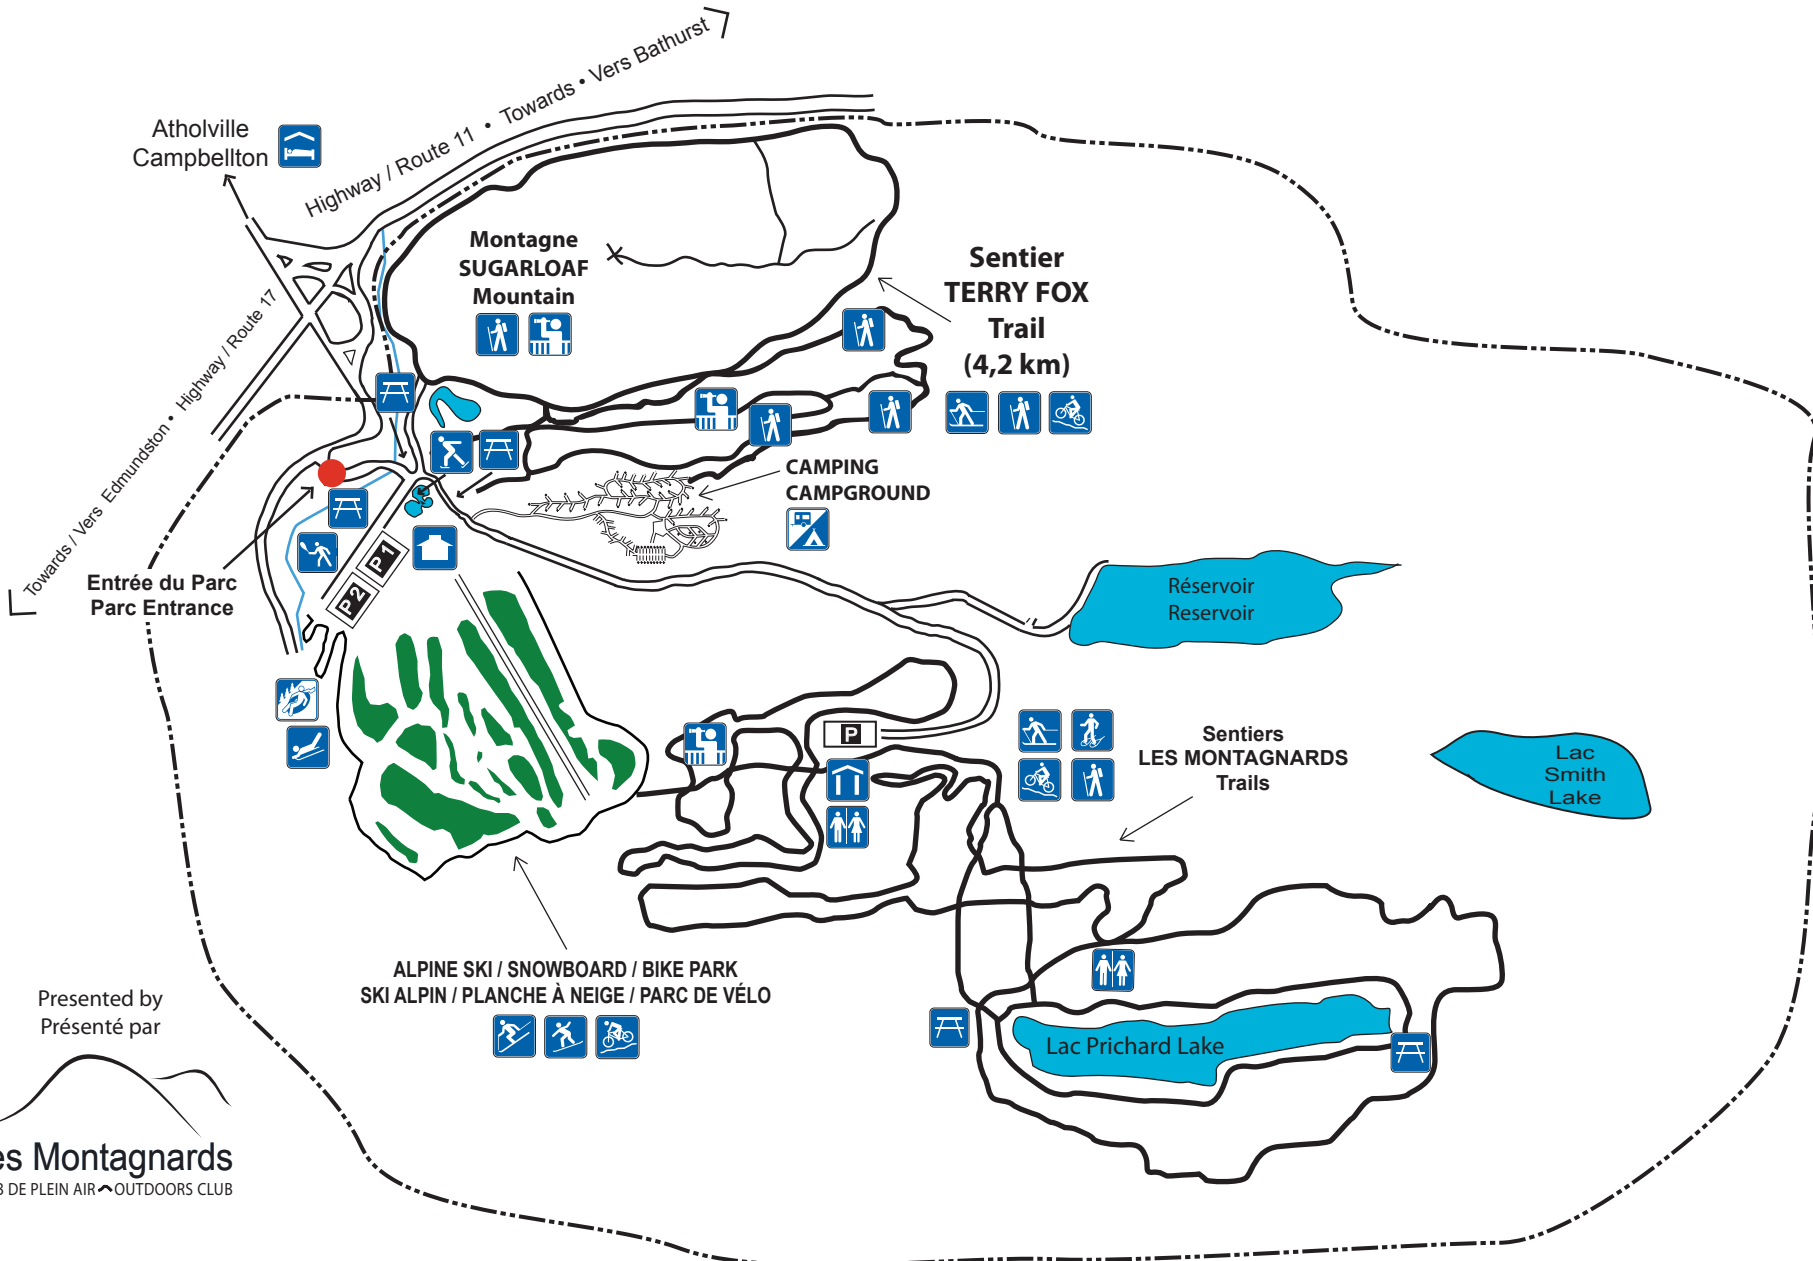 Highway / Route 11 • Towards • Vers Bathurst
Atholville
Campbellton
Towards / Vers Edmundston • Highway / Route 17
Montagne
SUGARLOAF
Mountain
Sentier
TERRY FOX
Trail
(4,2 km)
CAMPING
CAMPGROUND
Entrée du Parc
Parc Entrance
P1
P2
Réservoir
Reservoir
P
Sentiers
LES MONTAGNARDS
Trails
Lac
Smith
Lake
ALPINE SKI / SNOWBOARD / BIKE PARK
SKI ALPIN / PLANCHE À NEIGE / PARC DE VÉLO
Lac Prichard Lake
Presented by
Présenté par
es Montagnards
B DE PLEIN AIR OUTDOORS CLUB